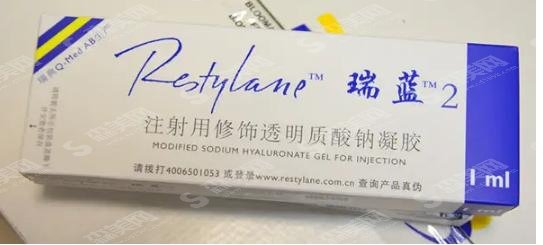 瑞典Q-Med AB生产
Restylane™ 瑞蓝™2
注射用修饰透明质酸钠凝胶
MODIFIED SODIUM HYALURONATE GEL FOR INJECTION
请拨打4006501053 或登录www.restylane.com.cn 查询产品真伪
1 ml